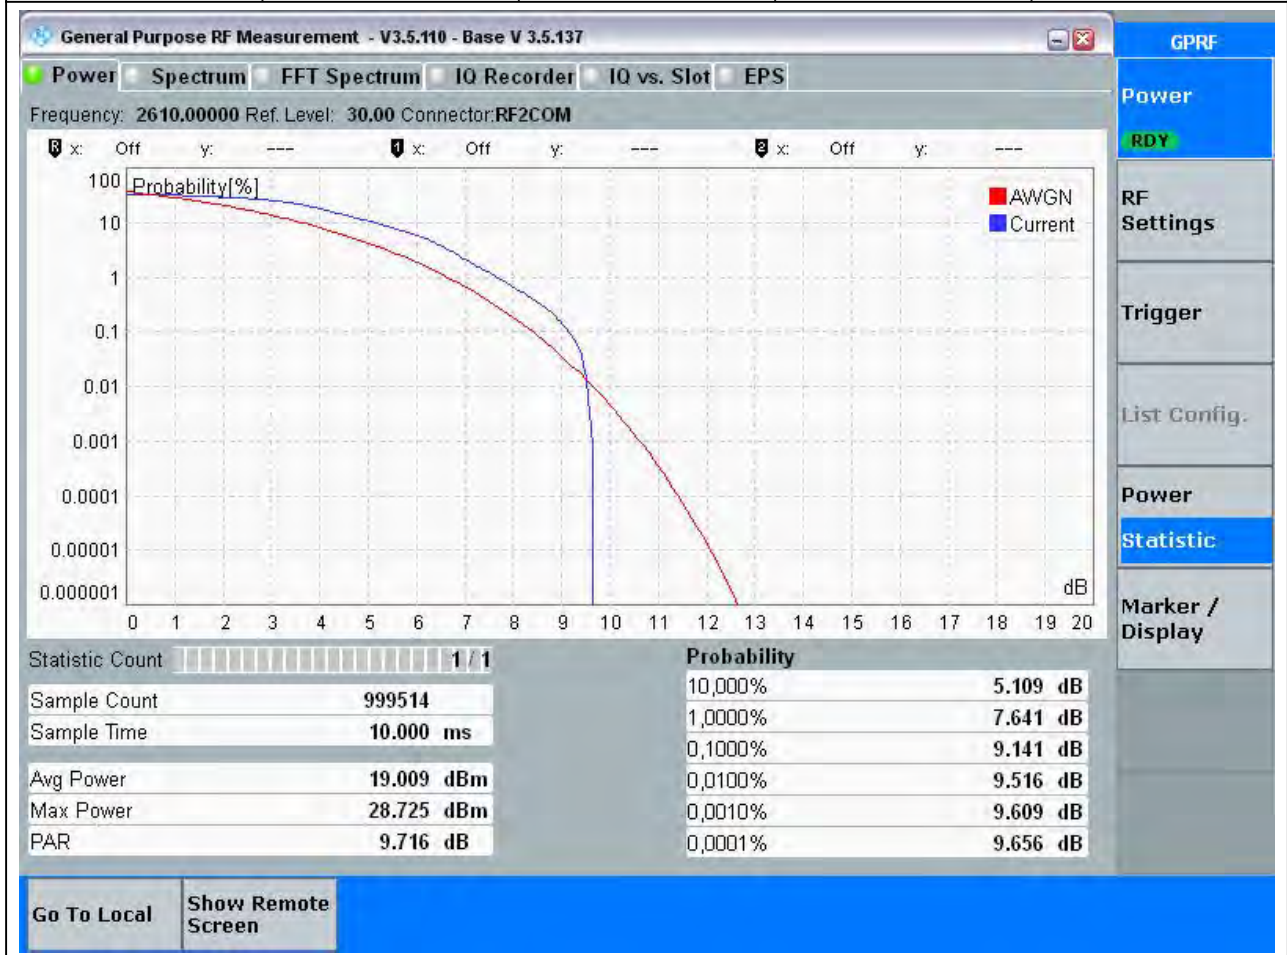 General Purpose RF Measurement - V3.5.110 - Base V 3.5.137
GPRF
Power Spectrum FFT Spectrum IQ Recorder IQ vs. Slot EPS
Frequency: 2610.00000 Ref. Level: 30.00 Connector:RF2COM
R x: Off y: --- 1 x: Off y: --- 2 x: Off y: ---
Probability[%]
AWGN
Current
100
10
1
0.1
0.01
0.001
0.0001
0.00001
0.000001
dB
0 1 2 3 4 5 6 7 8 9 10 11 12 13 14 15 16 17 18 19 20
Statistic Count 1 / 1
Sample Count 999514
Sample Time 10.000 ms
Avg Power 19.009 dBm
Max Power 28.725 dBm
PAR 9.716 dB
Probability
10,000% 5.109 dB
1,0000% 7.641 dB
0,1000% 9.141 dB
0,0100% 9.516 dB
0,0010% 9.609 dB
0,0001% 9.656 dB
Power
RDY
RF
Settings
Trigger
List Config.
Power
Statistic
Marker /
Display
Go To Local
Show Remote
Screen